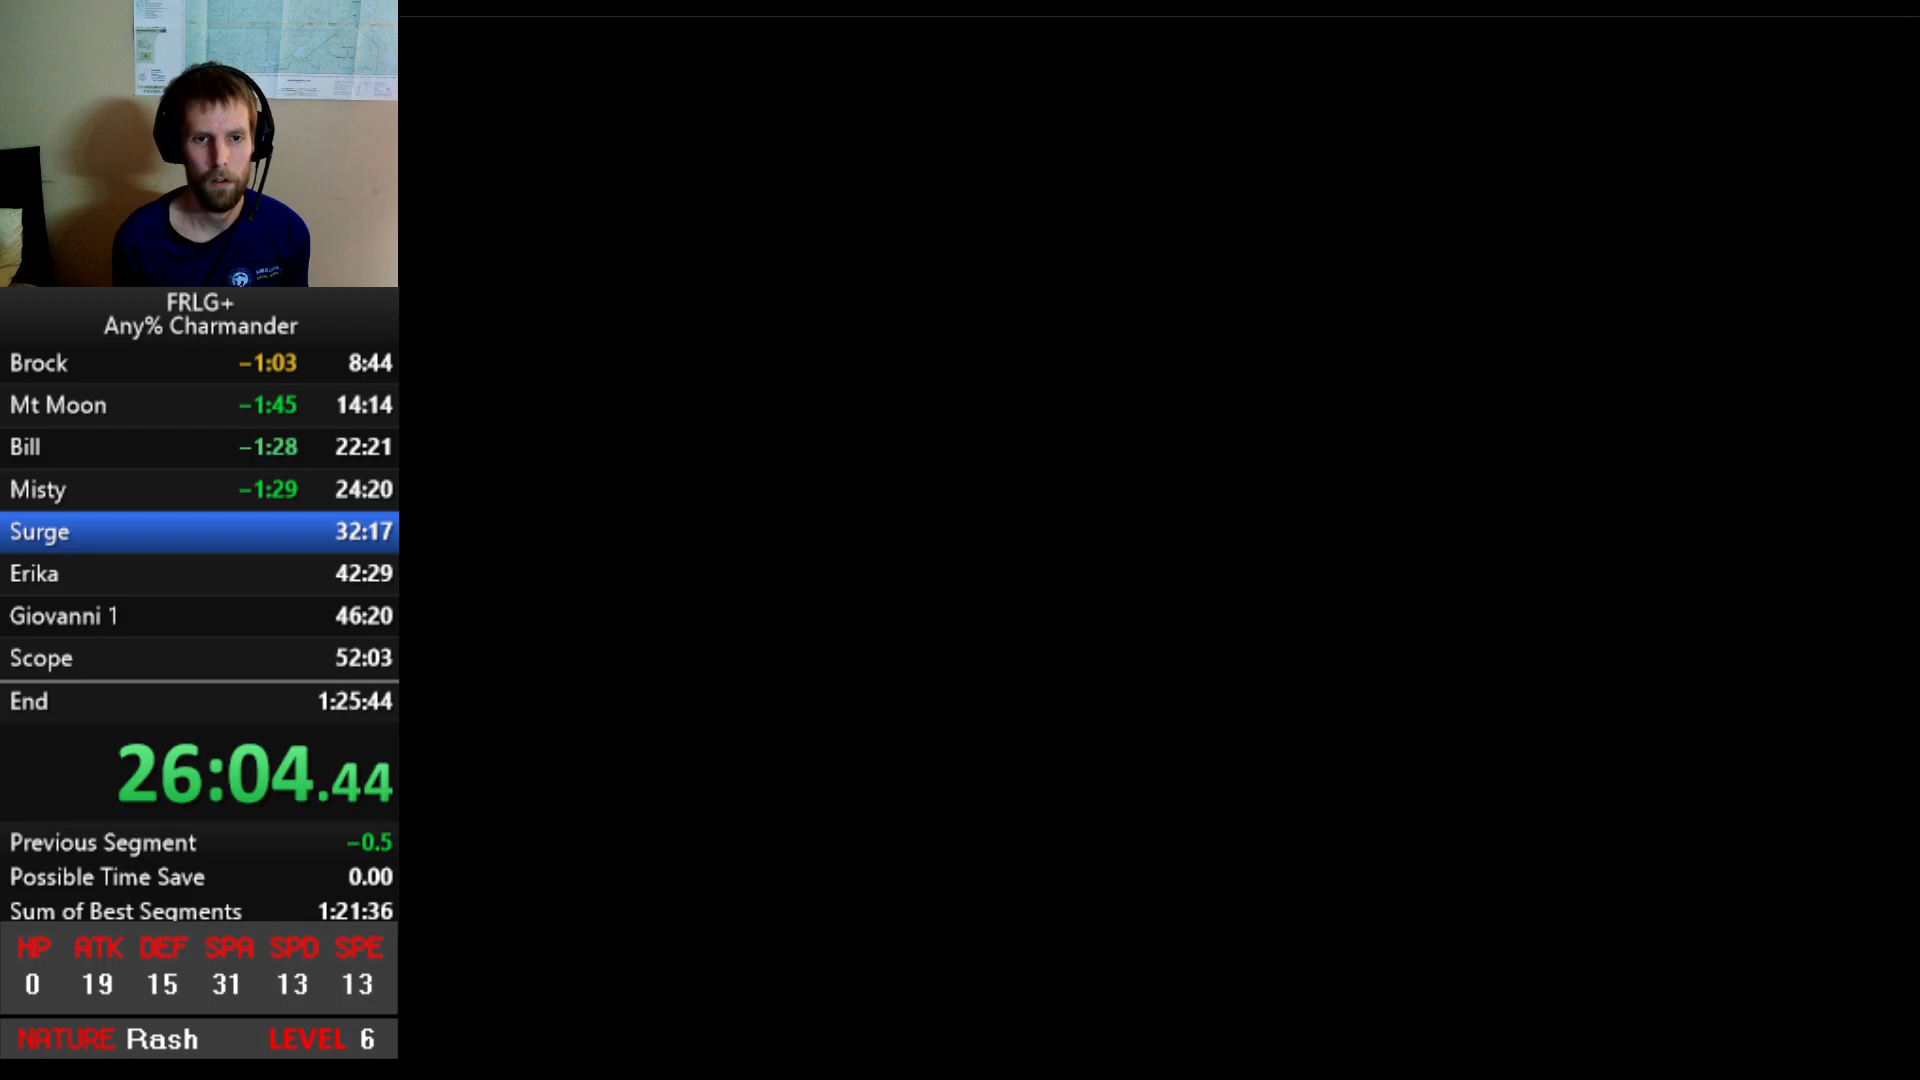 FRLG+
Any% Charmander
Brock −1:03 8:44
Mt Moon −1:45 14:14
Bill −1:28 22:21
Misty −1:29 24:20
Surge 32:17
Erika 42:29
Giovanni 1 46:20
Scope 52:03
End 1:25:44
26:04.44
Previous Segment −0.5
Possible Time Save 0.00
Sum of Best Segments 1:21:36
HP ATK DEF SPA SPD SPE
0 19 15 31 13 13
NATURE Rash LEVEL 6